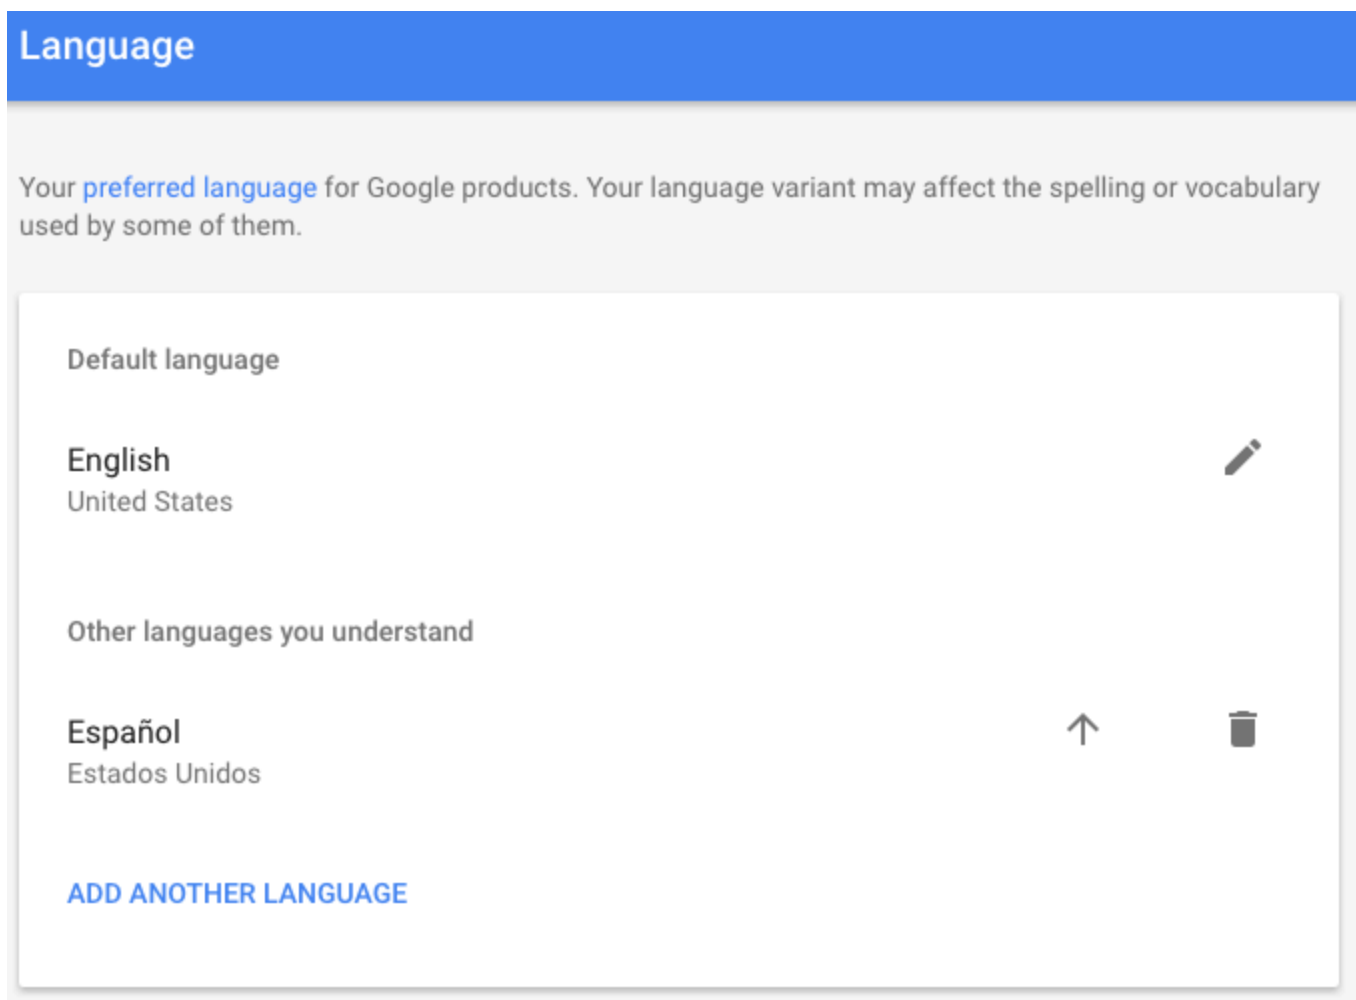 Language
Your preferred language for Google products. Your language variant may affect the spelling or vocabulary
used by some of them.
Default language
English
United States
Other languages you understand
Español
Estados Unidos
ADD ANOTHER LANGUAGE